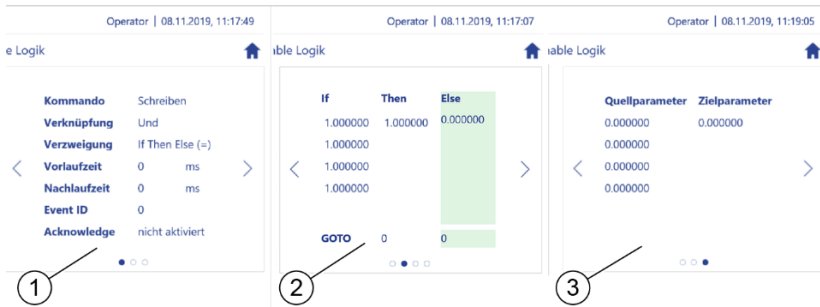 Operator | 08.11.2019, 11:17:49
e Logik
Kommando Schreiben
Verknüpfung Und
Verzweigung If Then Else (=)
Vorlaufzeit 0 ms
Nachlaufzeit 0 ms
Event ID 0
Acknowledge nicht aktiviert
1
Operator | 08.11.2019, 11:17:07
able Logik
If Then Else
1.000000 1.000000 0.000000
1.000000
1.000000
1.000000
GOTO 0 0
2
Operator | 08.11.2019, 11:19:05
nable Logik
Quellparameter Zielparameter
0.000000 0.000000
0.000000
0.000000
0.000000
3